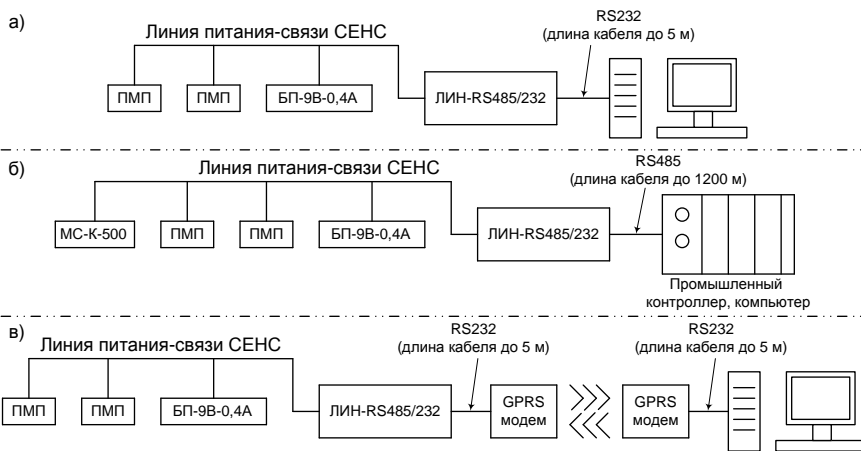 а)
Линия питания-связи СЕНС
RS232
(длина кабеля до 5 м)
ПМП
ПМП
БП-9В-0,4А
ЛИН-RS485/232
б)
Линия питания-связи СЕНС
RS485
(длина кабеля до 1200 м)
МС-К-500
ПМП
ПМП
БП-9В-0,4А
ЛИН-RS485/232
Промышленный
контроллер, компьютер
в)
Линия питания-связи СЕНС
RS232
(длина кабеля до 5 м)
RS232
(длина кабеля до 5 м)
ПМП
ПМП
БП-9В-0,4А
ЛИН-RS485/232
GPRS
модем
GPRS
модем